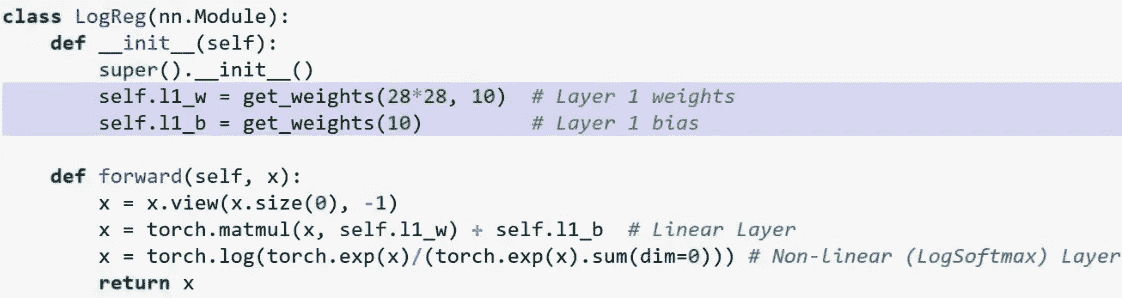 class LogReg(nn.Module):
    def __init__(self):
        super().__init__()
        self.l1_w = get_weights(28*28, 10)  # Layer 1 weights
        self.l1_b = get_weights(10)         # Layer 1 bias

    def forward(self, x):
        x = x.view(x.size(0), -1)
        x = torch.matmul(x, self.l1_w) + self.l1_b  # Linear Layer
        x = torch.log(torch.exp(x)/(torch.exp(x).sum(dim=0))) # Non-linear (LogSoftmax) Layer
        return x